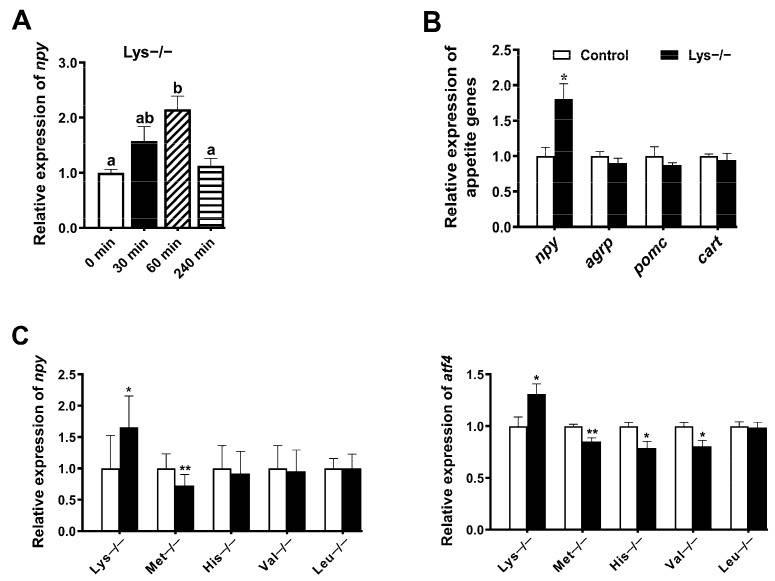 A
Lys−/−
Relative expression of npy
3.0
2.0
1.0
0.0
a
ab
b
a
0 min
30 min
60 min
240 min
B
Control
Lys−/−
Relative expression of
appetite genes
2.5
2.0
1.5
1.0
0.5
0.0
*
npy
agrp
pomc
cart
C
Relative expression of npy
2.5
2.0
1.5
1.0
0.5
0.0
*
**
Lys−/−
Met−/−
His−/−
Val−/−
Leu−/−
Relative expression of atf4
1.5
1.0
0.5
0.0
*
**
*
*
Lys−/−
Met−/−
His−/−
Val−/−
Leu−/−